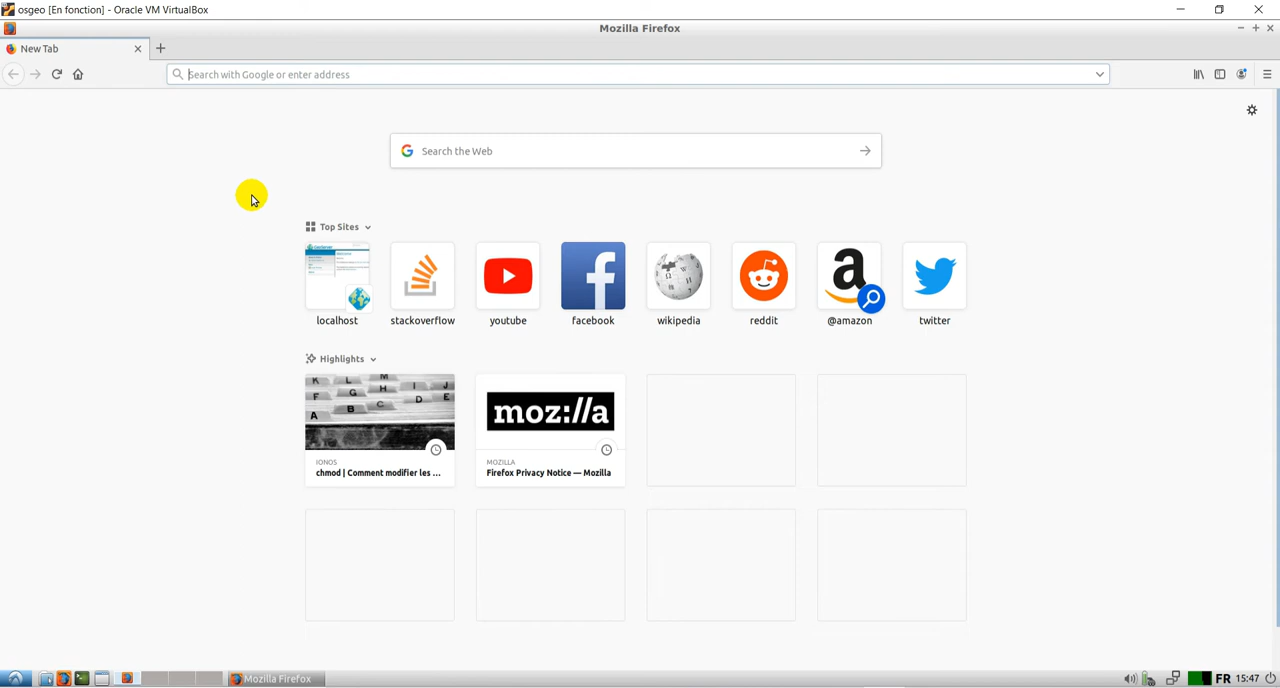 osgeo [En fonction] - Oracle VM VirtualBox
Mozilla Firefox
New Tab
Search with Google or enter address
Search the Web
Top Sites
localhost
stackoverflow
youtube
facebook
wikipedia
reddit
@amazon
twitter
Highlights
IONOS
chmod | Comment modifier les ...
moz://a
MOZILLA
Firefox Privacy Notice — Mozilla
Mozilla Firefox
FR 15:47